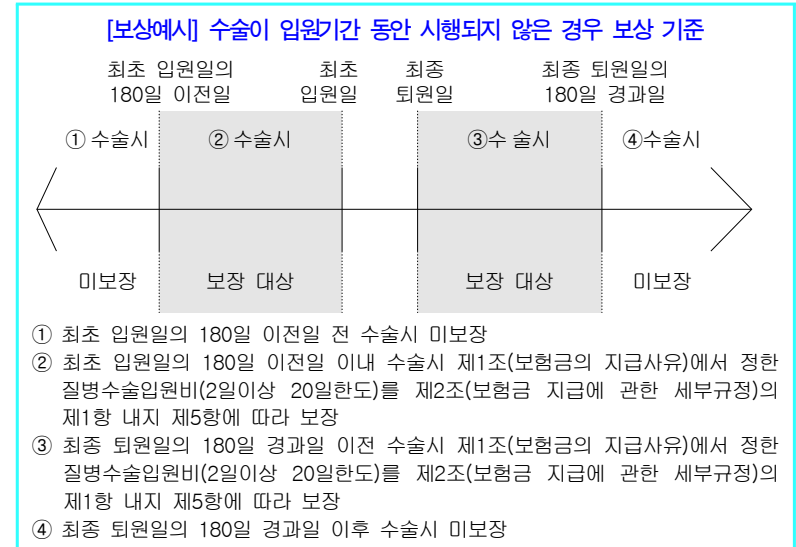 [보상예시] 수술이 입원기간 동안 시행되지 않은 경우 보상 기준
최초 입원일의 최초 최종 최종 퇴원일의
180일 이전일 입원일 퇴원일 180일 경과일
① 수술시 ② 수술시 ③수 술시 ④수술시
미보장 보장 대상 보장 대상 미보장
① 최초 입원일의 180일 이전일 전 수술시 미보장
② 최초 입원일의 180일 이전일 이내 수술시 제1조(보험금의 지급사유)에서 정한
질병수술입원비(2일이상 20일한도)를 제2조(보험금 지급에 관한 세부규정)의
제1항 내지 제5항에 따라 보장
③ 최종 퇴원일의 180일 경과일 이전 수술시 제1조(보험금의 지급사유)에서 정한
질병수술입원비(2일이상 20일한도)를 제2조(보험금 지급에 관한 세부규정)의
제1항 내지 제5항에 따라 보장
④ 최종 퇴원일의 180일 경과일 이후 수술시 미보장